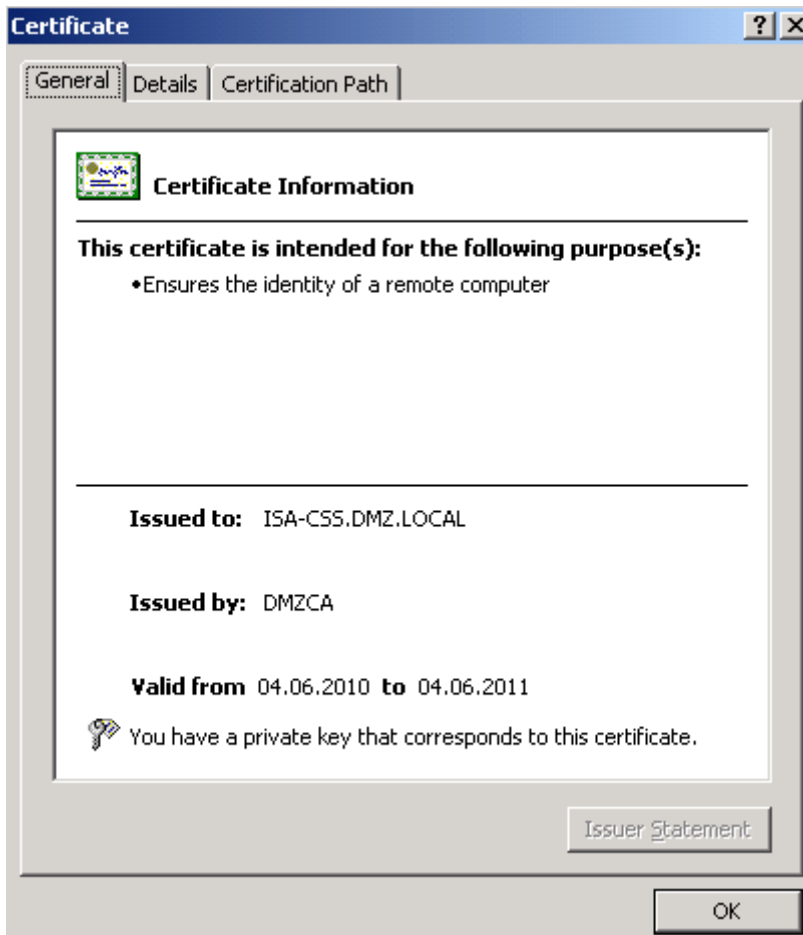 Certificate
General
Details
Certification Path
Certificate Information
This certificate is intended for the following purpose(s):
•Ensures the identity of a remote computer
Issued to: ISA-CSS.DMZ.LOCAL
Issued by: DMZCA
Valid from 04.06.2010 to 04.06.2011
You have a private key that corresponds to this certificate.
Issuer Statement
OK